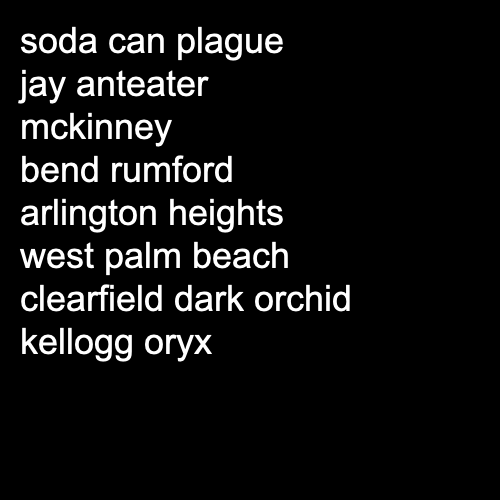 soda can plague
jay anteater
mckinney
bend rumford
arlington heights
west palm beach
clearfield dark orchid
kellogg oryx